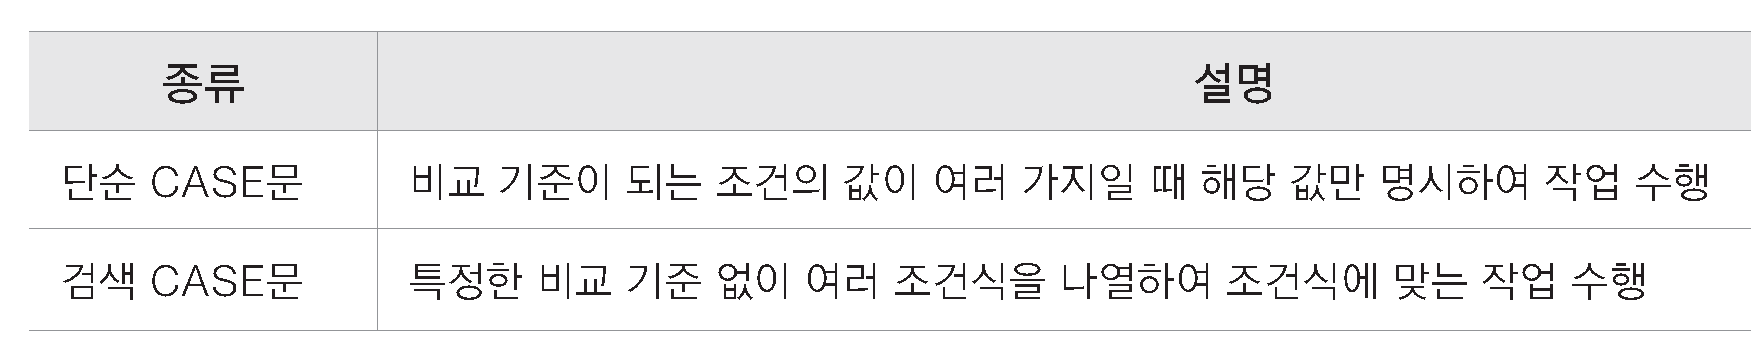 종류 설명
단순 CASE문 비교 기준이 되는 조건의 값이 여러 가지일 때 해당 값만 명시하여 작업 수행
검색 CASE문 특정한 비교 기준 없이 여러 조건식을 나열하여 조건식에 맞는 작업 수행